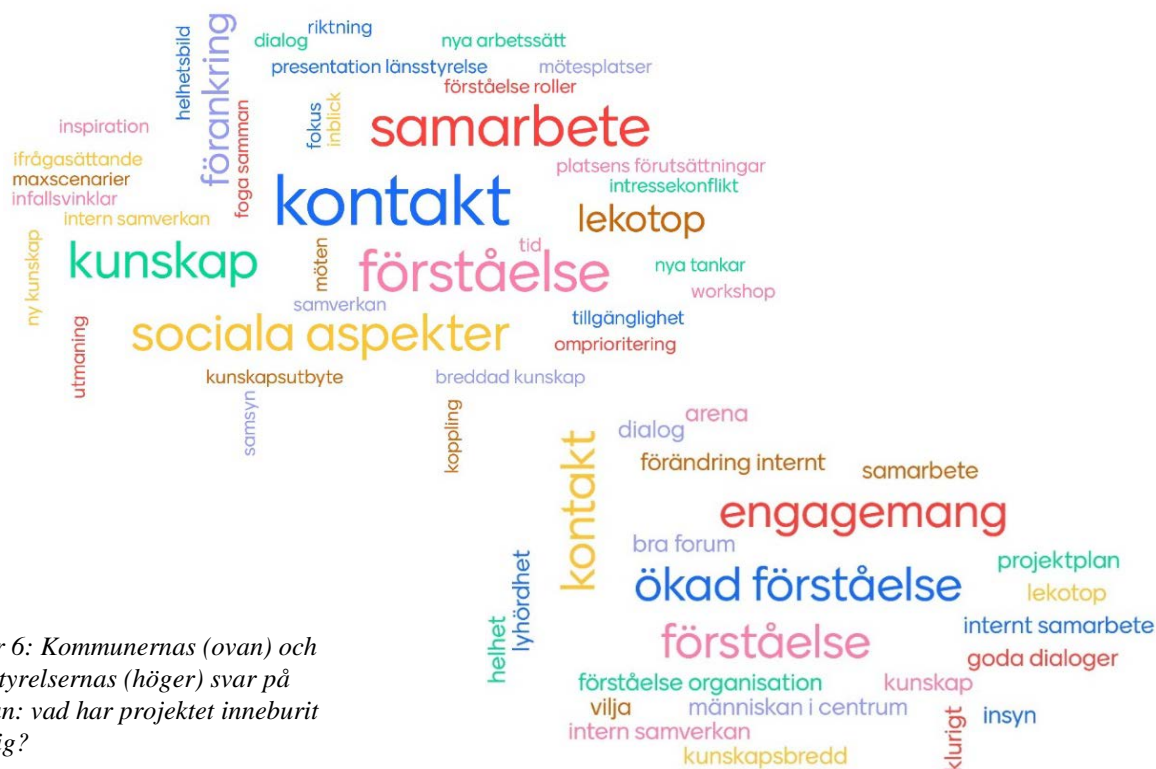 riktning
dialog
nya arbetssätt
helhetsbild
förankring
presentation länsstyrelse
mötesplatser
förståelse roller
fokus
inblick
samarbete
inspiration
foga samman
ifrågasättande
maxscenarier
infallsvinklar
intern samverkan
platsens förutsättningar
intressekonflikt
kontakt
lekotop
kunskap
ny kunskap
möten
tid
förståelse
nya tankar
workshop
samverkan
sociala aspekter
tillgänglighet
omprioritering
utmaning
kunskapsutbyte
breddad kunskap
samsyn
koppling
arena
dialog
kontakt
förändring internt
samarbete
engagemang
bra forum
ökad förståelse
projektplan
lekotop
lyhördhet
helhet
förståelse
internt samarbete
goda dialoger
förståelse organisation
kunskap
vilja
människan i centrum
klurigt
insyn
intern samverkan
kunskapsbredd
r 6: Kommunernas (ovan) och
tyrelsernas (höger) svar på
n: vad har projektet inneburit
ig?